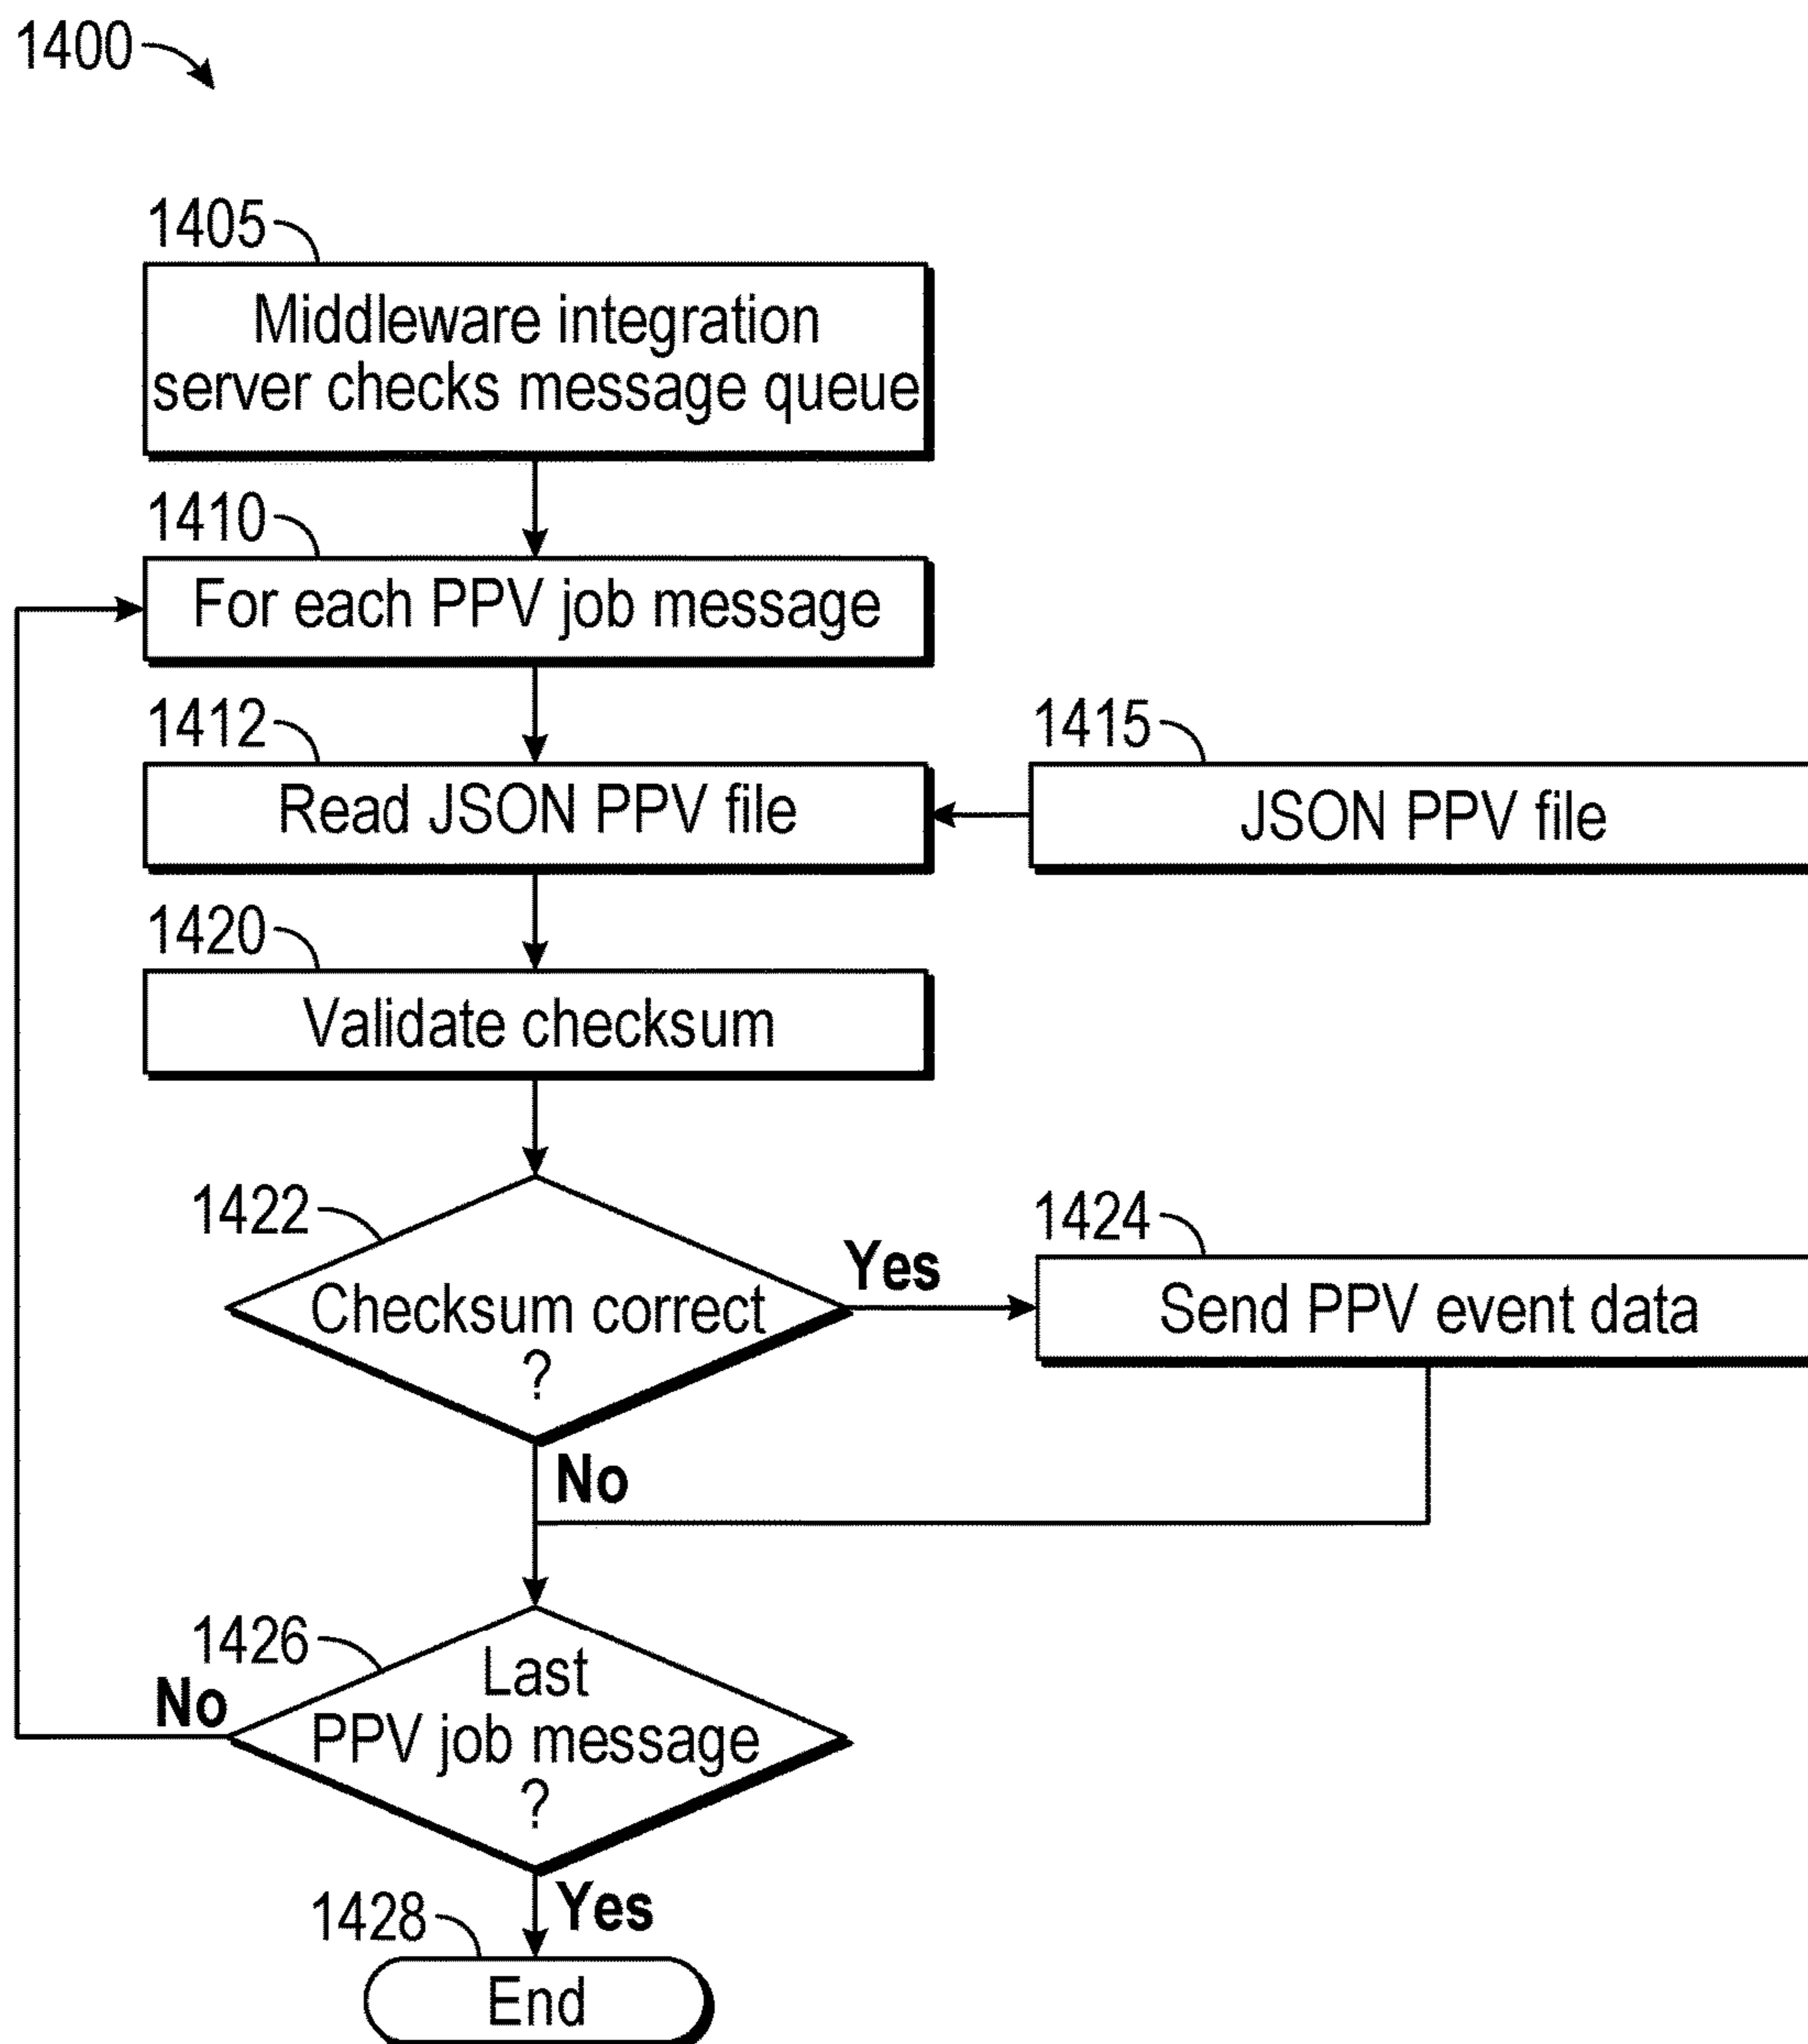 1400
1405
Middleware integration
server checks message queue
1410
For each PPV job message
1412
Read JSON PPV file
1415
JSON PPV file
1420
Validate checksum
1422
Checksum correct
?
Yes
1424
Send PPV event data
No
1426
Last
PPV job message
?
No
Yes
1428
End